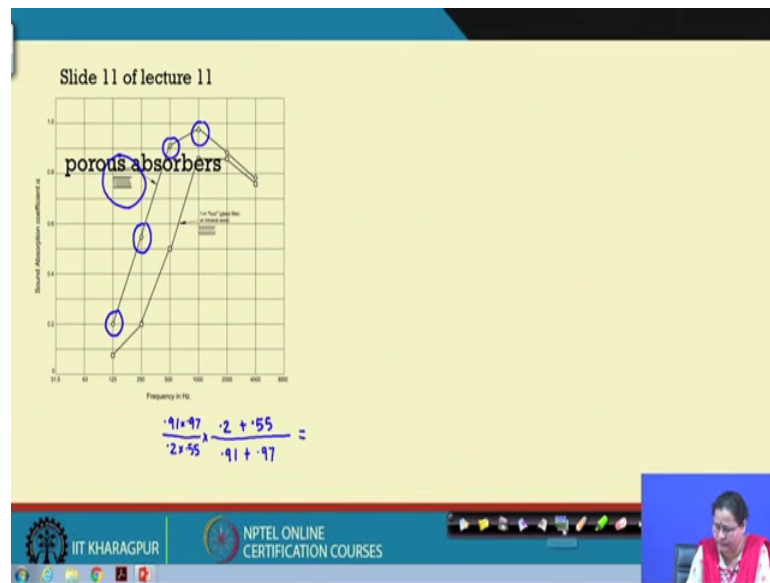 Slide 11 of lecture 11
porous absorbers
1.0
0.8
0.6
0.4
0.2
0
Sound Absorption coefficient α
31.5 63 125 250 500 1000 2000 4000 8000
Frequency in Hz.
.91×.97 / .2×.55 × .2 + .55 / .91 + .97 =
IIT KHARAGPUR
NPTEL ONLINE
CERTIFICATION COURSES